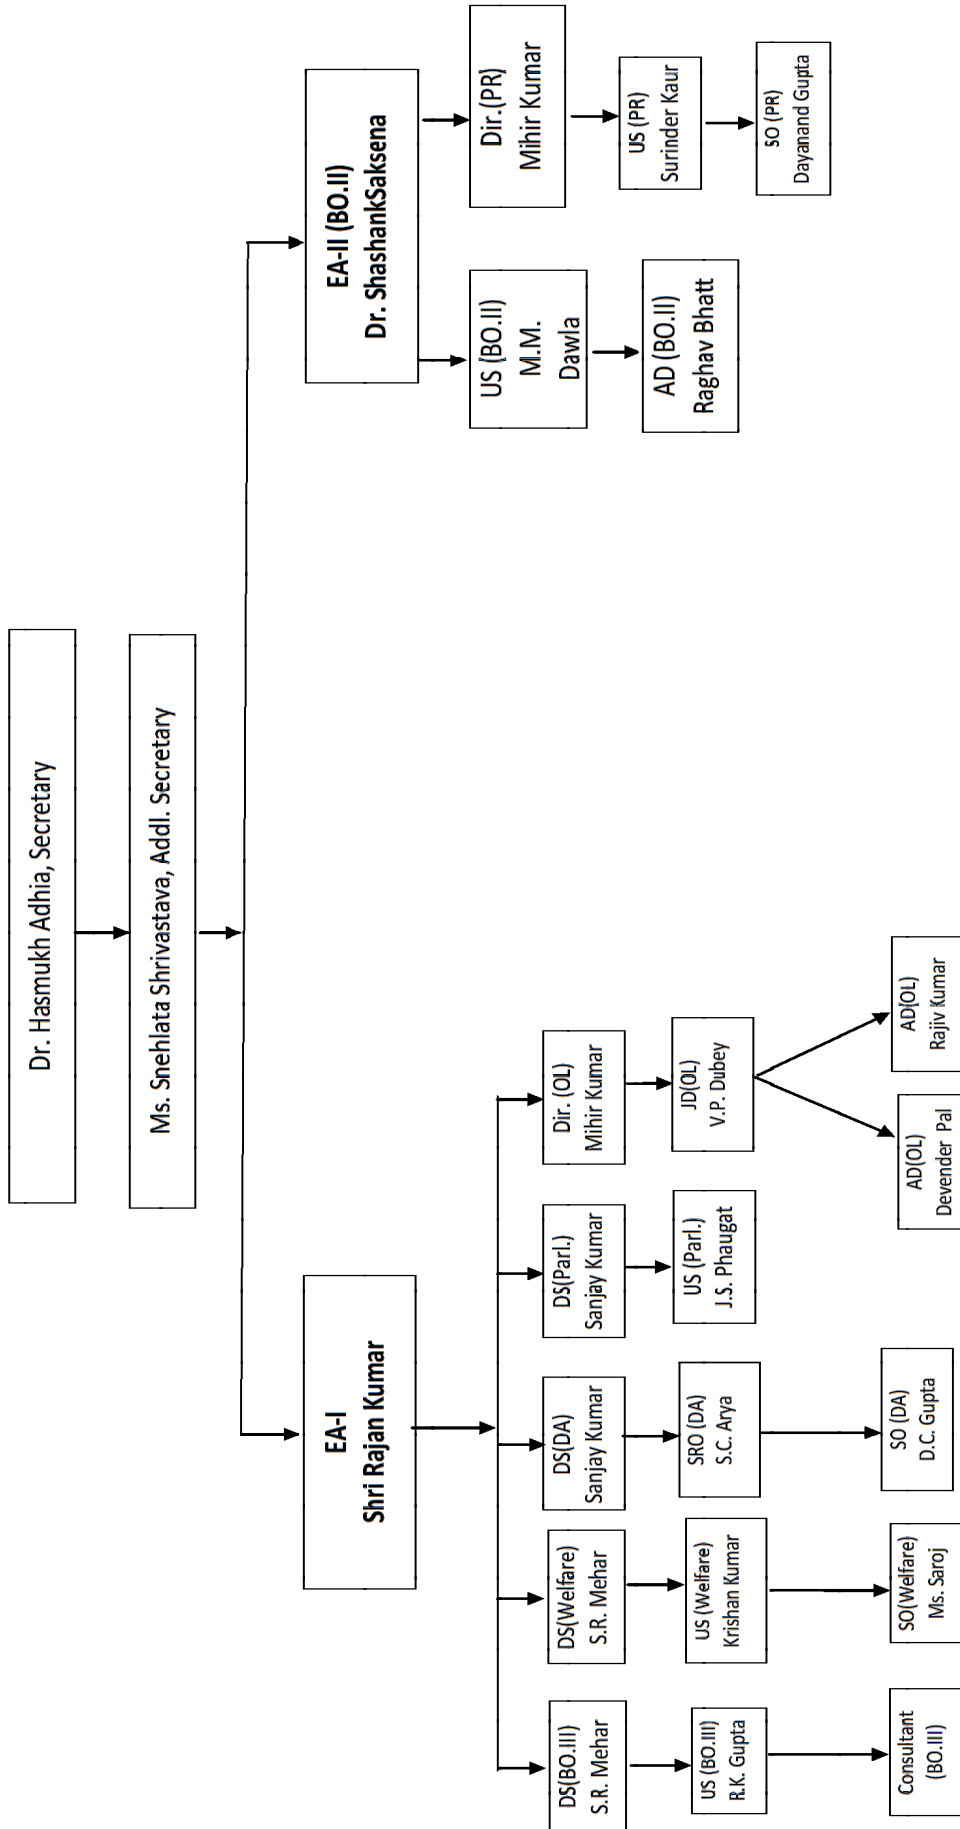 Dr. Hasmukh Adhia, Secretary
Ms. Snehlata Shrivastava, Addl. Secretary
EA-I
Shri Rajan Kumar
EA-II (BO.II)
Dr. ShashankSaksena
DS(BO.III)
S.R. Mehar
DS(Welfare)
S.R. Mehar
DS(DA)
Sanjay Kumar
DS(Parl.)
Sanjay Kumar
Dir. (OL)
Mihir Kumar
US (BO.II)
M.M.
Dawla
Dir.(PR)
Mihir Kumar
US (BO.III)
R.K. Gupta
US (Welfare)
Krishan Kumar
SRO (DA)
S.C. Arya
US (Parl.)
J.S. Phaugat
JD(OL)
V.P. Dubey
AD (BO.II)
Raghav Bhatt
US (PR)
Surinder Kaur
SO (PR)
Dayanand Gupta
Consultant
(BO.III)
SO(Welfare)
Ms. Saroj
SO (DA)
D.C. Gupta
AD(OL)
Devender Pal
AD(OL)
Rajiv Kumar